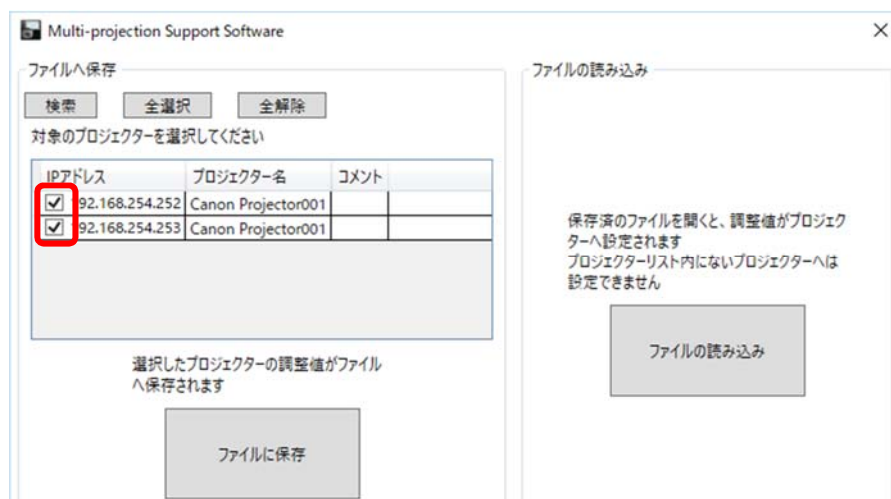 Multi-projection Support Software
ファイルへ保存
検索 全選択 全解除
対象のプロジェクターを選択してください
IPアドレス プロジェクター名 コメント
192.168.254.252 Canon Projector001
192.168.254.253 Canon Projector001
選択したプロジェクターの調整値がファイル
へ保存されます
ファイルに保存
ファイルの読み込み
保存済のファイルを開くと、調整値がプロジェク
ターへ設定されます
プロジェクターリスト内にないプロジェクターへは
設定できません
ファイルの読み込み